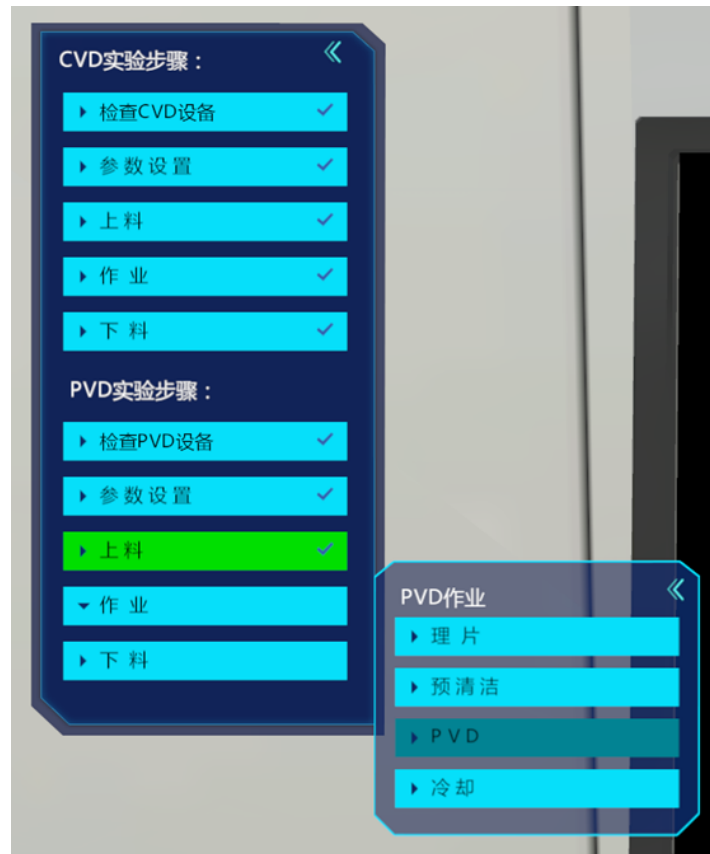 CVD实验步骤：
检查CVD设备
参数设置
上料
作 业
下 料
PVD实验步骤：
检查PVD设备
参数设置
上料
作 业
下 料
PVD作业
理 片
预清洁
PVD
冷却